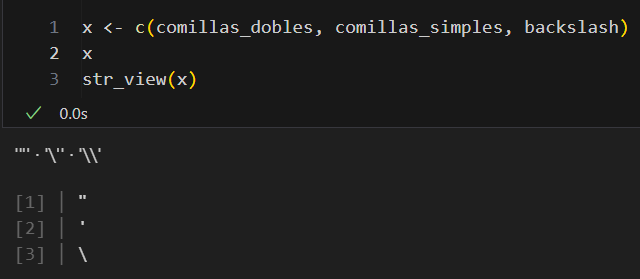 1 x <- c(comillas_dobles, comillas_simples, backslash)
2 x
3 str_view(x)
✓ 0.0s
'"' · '\'' · '\\'
[1] │ "
[2] │ '
[3] │ \